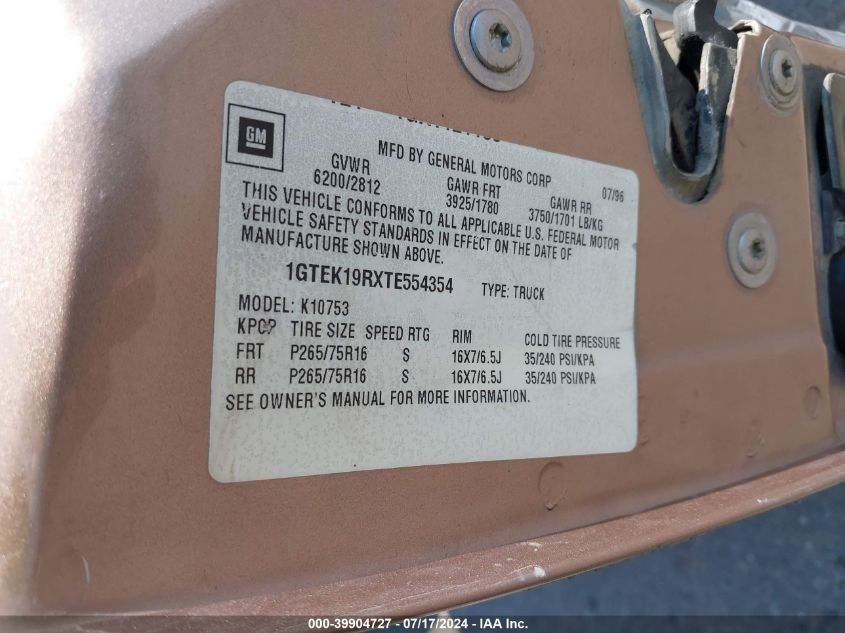 GM
MFD BY GENERAL MOTORS CORP 07/96
GVWR GAWR FRT GAWR RR
6200/2812 3925/1780 3750/1701 LB/KG
THIS VEHICLE CONFORMS TO ALL APPLICABLE U.S. FEDERAL MOTOR
VEHICLE SAFETY STANDARDS IN EFFECT ON THE DATE OF
MANUFACTURE SHOWN ABOVE.
1GTEK19RXTE554354 TYPE: TRUCK
MODEL: K10753
KPCP TIRE SIZE SPEED RTG RIM COLD TIRE PRESSURE
FRT P265/75R16 S 16X7/6.5J 35/240 PSI/KPA
RR P265/75R16 S 16X7/6.5J 35/240 PSI/KPA
SEE OWNER'S MANUAL FOR MORE INFORMATION.
000-39904727 - 07/17/2024 - IAA Inc.